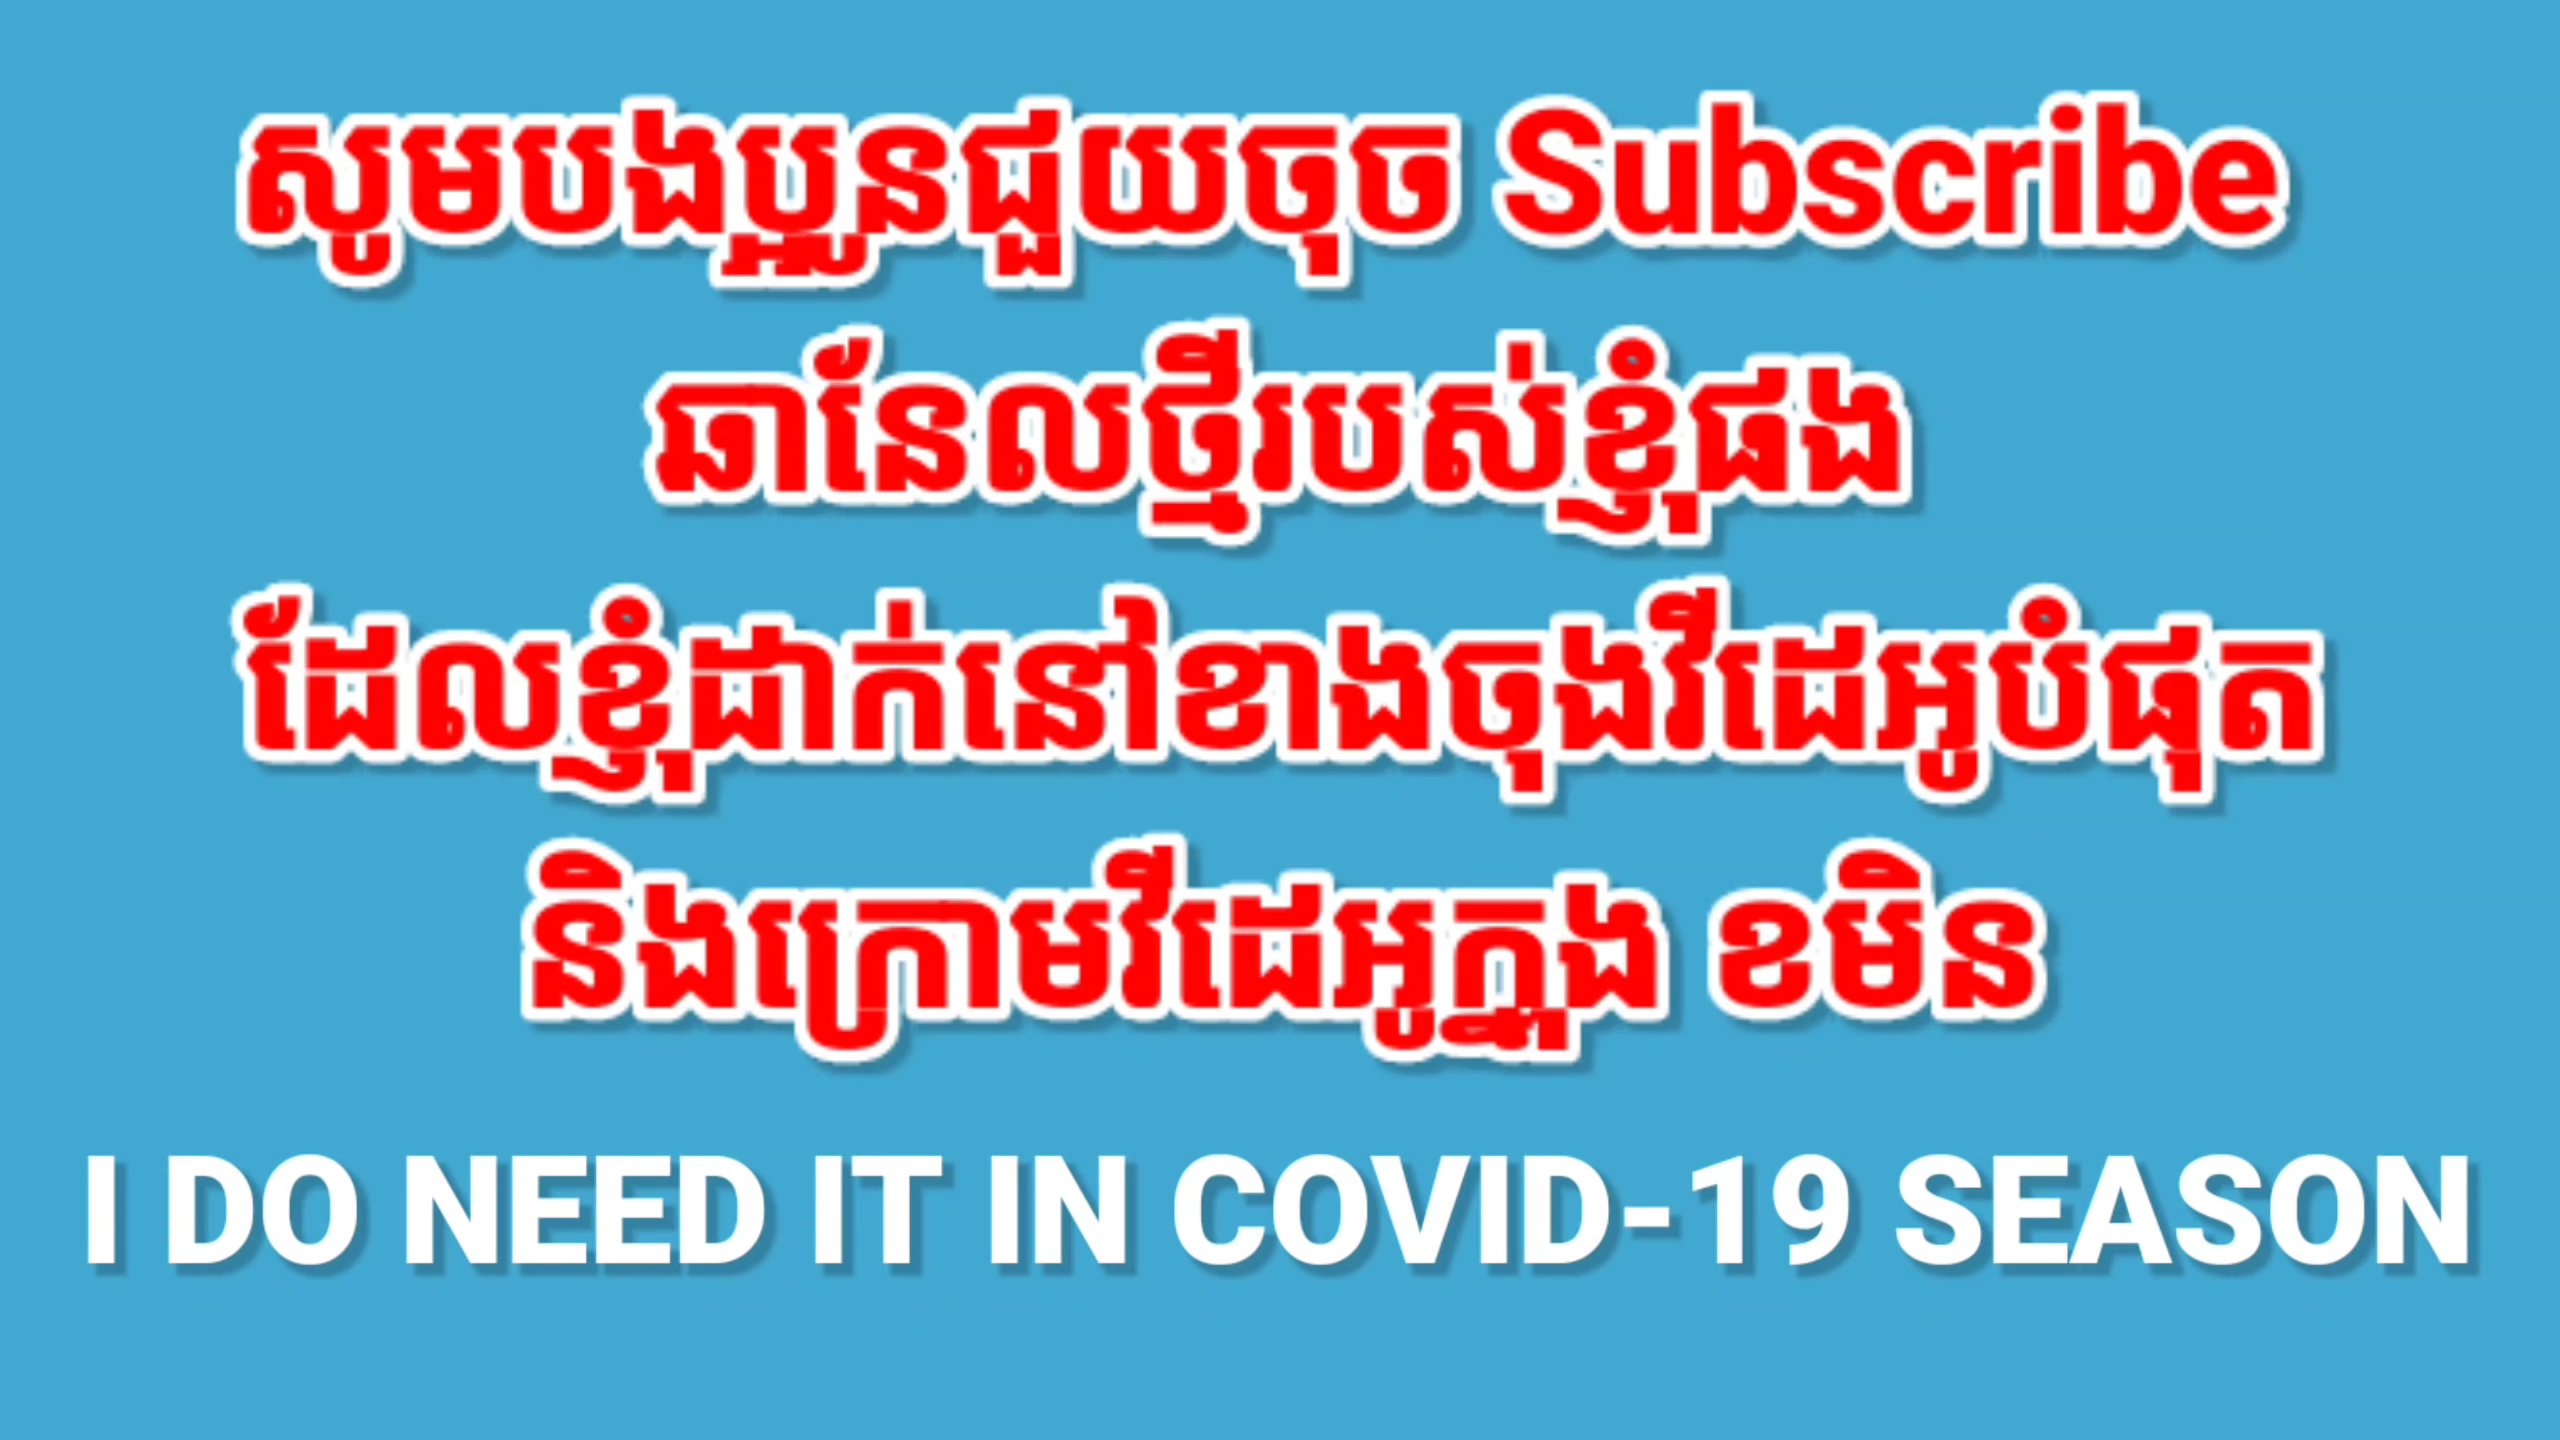 សូមបងប្អូនជួយចុច Subscribe
ឆានែលថ្មីរបស់ខ្ញុំផង
ដែលខ្ញុំដាក់នៅខាងចុងវីដេអូបំផុត
និងក្រោមវីដេអូក្នុង ខមិន
I DO NEED IT IN COVID-19 SEASON